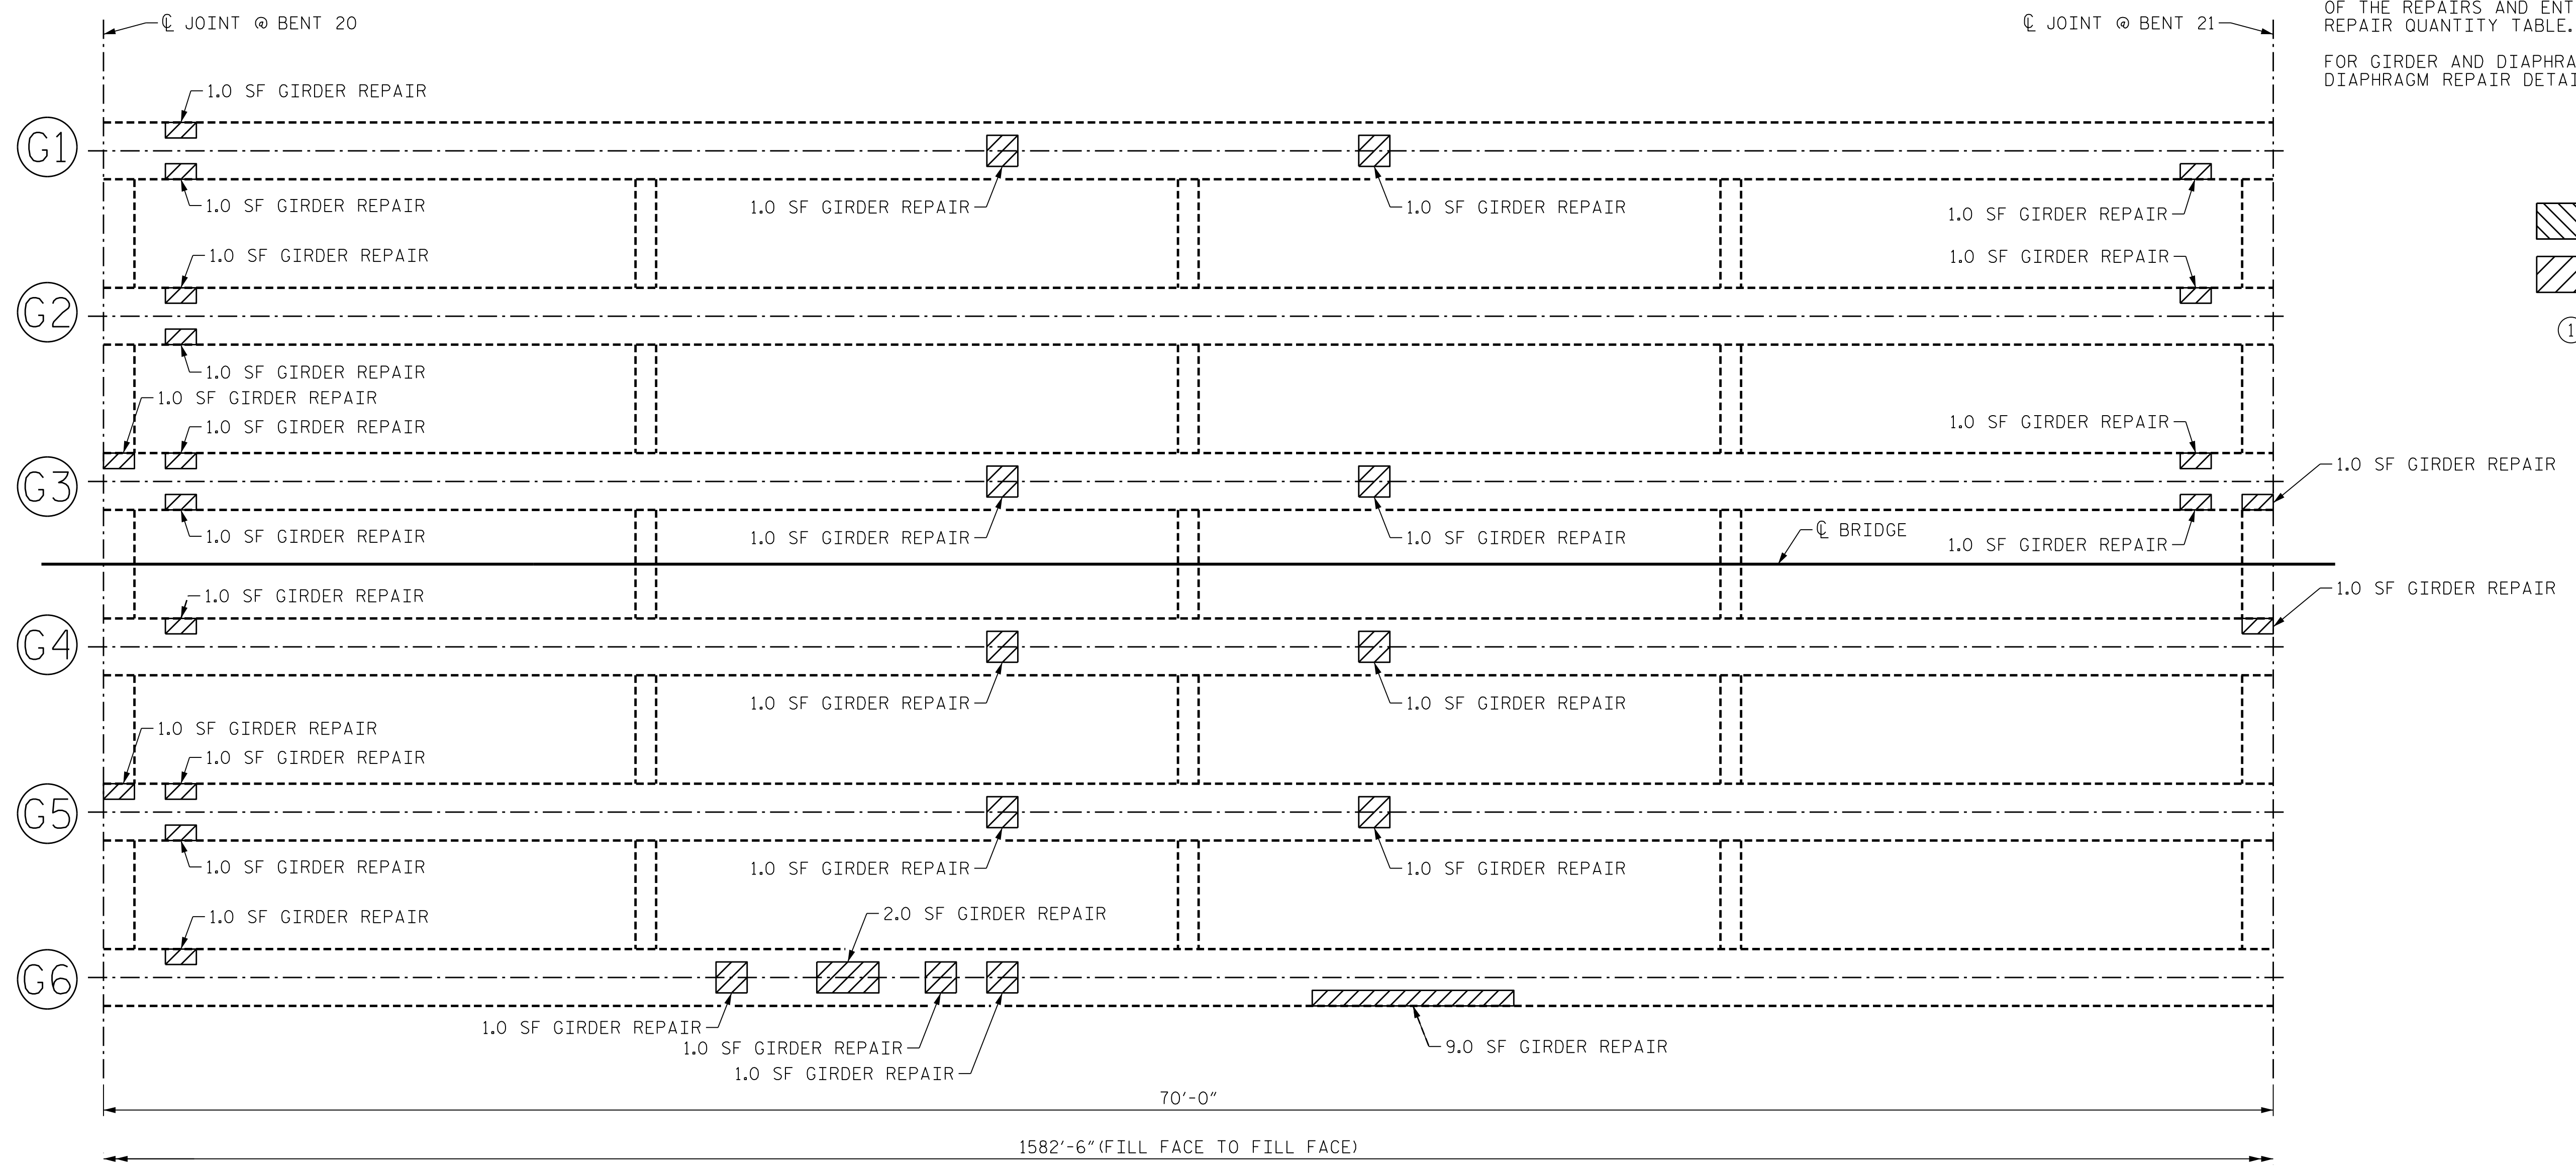 ℄ JOINT @ BENT 20
℄ JOINT @ BENT 21
OF THE REPAIRS AND ENT
REPAIR QUANTITY TABLE.
FOR GIRDER AND DIAPHRA
DIAPHRAGM REPAIR DETAI
1.0 SF GIRDER REPAIR
G1
1.0 SF GIRDER REPAIR
1.0 SF GIRDER REPAIR
1.0 SF GIRDER REPAIR
1.0 SF GIRDER REPAIR
1.0 SF GIRDER REPAIR
1.0 SF GIRDER REPAIR
G2
1
1.0 SF GIRDER REPAIR
1.0 SF GIRDER REPAIR
1.0 SF GIRDER REPAIR
1.0 SF GIRDER REPAIR
1.0 SF GIRDER REPAIR
G3
1.0 SF GIRDER REPAIR
1.0 SF GIRDER REPAIR
1.0 SF GIRDER REPAIR
℄ BRIDGE
1.0 SF GIRDER REPAIR
1.0 SF GIRDER REPAIR
1.0 SF GIRDER REPAIR
G4
1.0 SF GIRDER REPAIR
1.0 SF GIRDER REPAIR
1.0 SF GIRDER REPAIR
1.0 SF GIRDER REPAIR
G5
1.0 SF GIRDER REPAIR
1.0 SF GIRDER REPAIR
1.0 SF GIRDER REPAIR
1.0 SF GIRDER REPAIR
2.0 SF GIRDER REPAIR
G6
1.0 SF GIRDER REPAIR
1.0 SF GIRDER REPAIR
1.0 SF GIRDER REPAIR
9.0 SF GIRDER REPAIR
70'-0"
1582'-6"(FILL FACE TO FILL FACE)